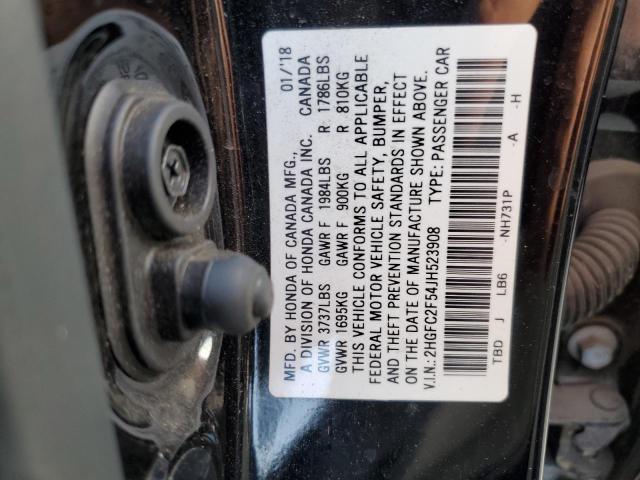 MFD. BY HONDA OF CANADA MFG., 01/'18
A DIVISION OF HONDA CANADA INC. CANADA
GVWR 3737LBS GAWR F 1984LBS R 1786LBS
GVWR 1695KG GAWR F 900KG R 810KG
THIS VEHICLE CONFORMS TO ALL APPLICABLE
FEDERAL MOTOR VEHICLE SAFETY, BUMPER,
AND THEFT PREVENTION STANDARDS IN EFFECT
ON THE DATE OF MANUFACTURE SHOWN ABOVE.
V.I.N.: 2HGFC2F54JH523908 TYPE: PASSENGER CAR
TBD J LB6 -NH731P -A -H